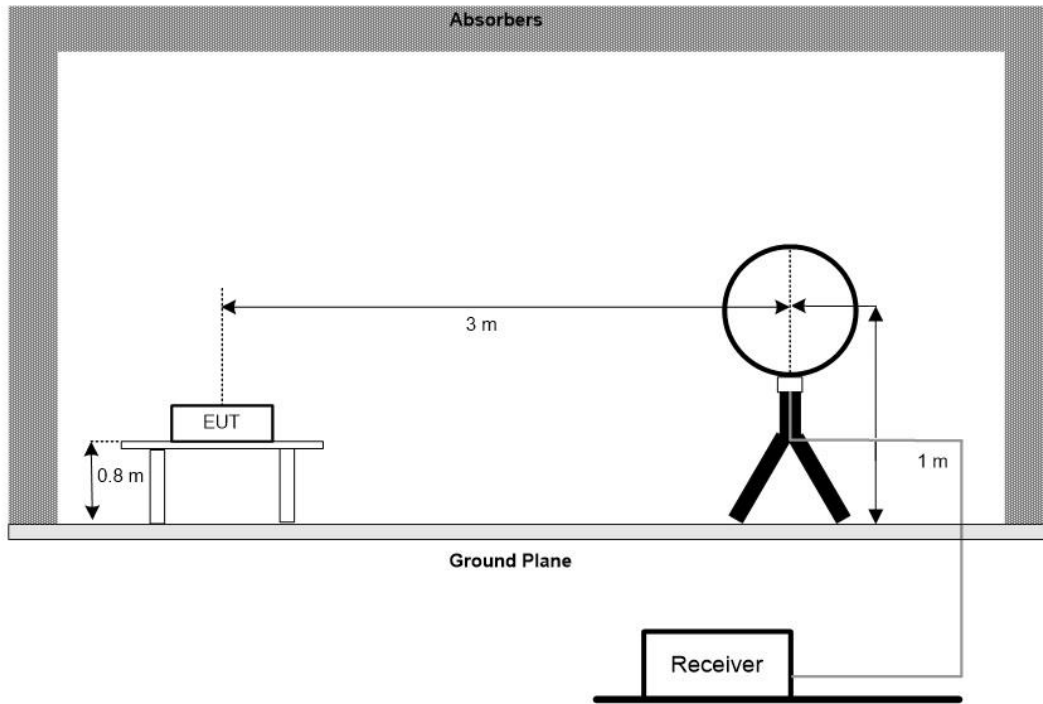 Absorbers
3 m
EUT
0.8 m
1 m
Ground Plane
Receiver